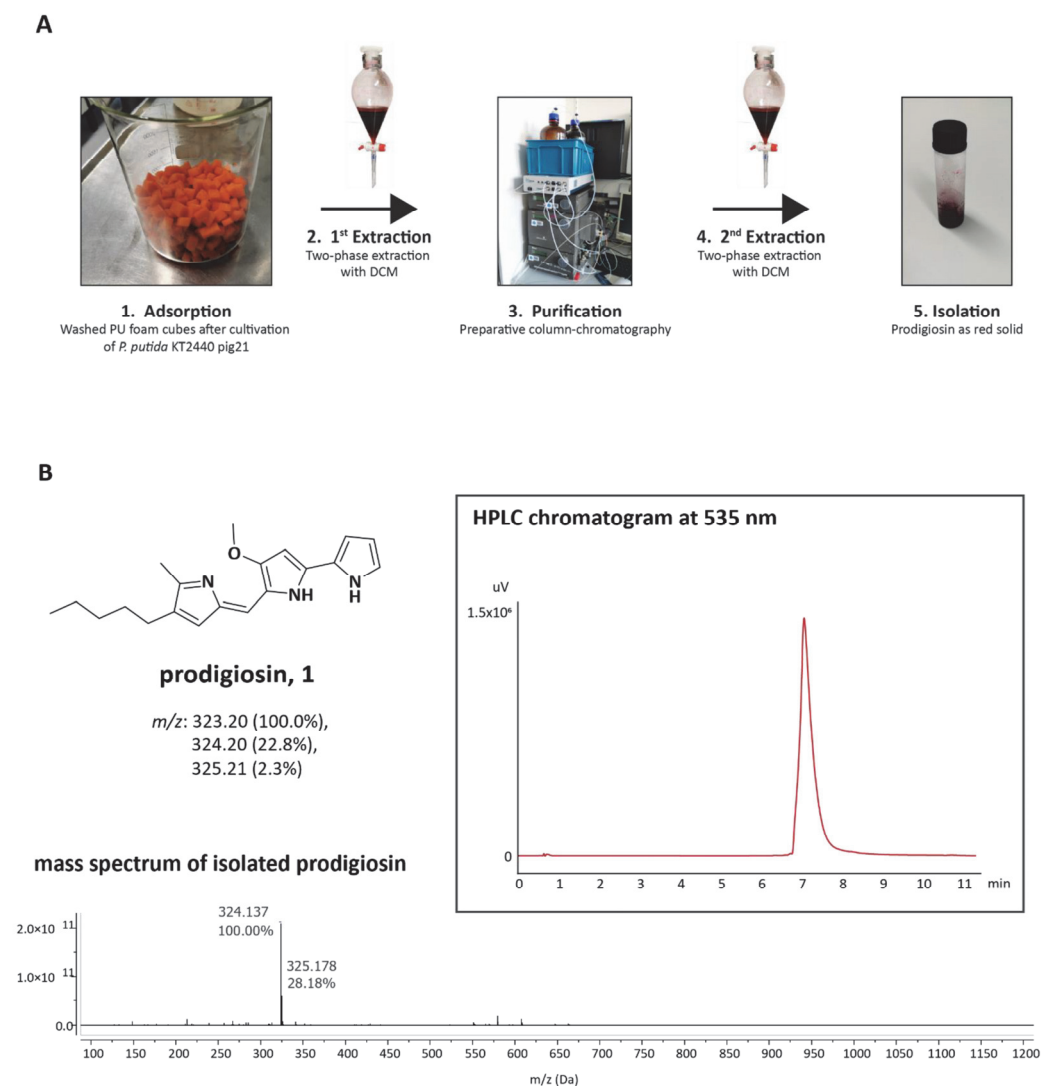 A
2. 1st Extraction
Two-phase extraction
with DCM
4. 2nd Extraction
Two-phase extraction
with DCM
1. Adsorption
Washed PU foam cubes after cultivation
of P. putida KT2440 pig21
3. Purification
Preparative column-chromatography
5. Isolation
Prodigiosin as red solid
B
O
N
NH
N
H
prodigiosin, 1
m/z: 323.20 (100.0%),
324.20 (22.8%),
325.21 (2.3%)
HPLC chromatogram at 535 nm
uV
1.5x10⁶
0
0 1 2 3 4 5 6 7 8 9 10 11 min
mass spectrum of isolated prodigiosin
324.137
100.00%
325.178
28.18%
2.0×10 11
1.0×10 11
0.0
100 150 200 250 300 350 400 450 500 550 600 650 700 750 800 850 900 950 1000 1050 1100 1150 1200
m/z (Da)